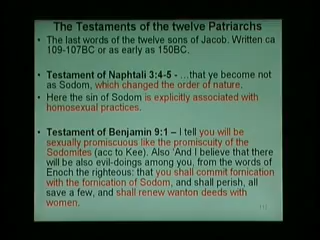 The Testaments of the twelve Patriarchs
• The last words of the twelve sons of Jacob. Written ca
109-107BC or as early as 150BC.
• Testament of Naphtali 3:4-5 - …that ye become not
as Sodom, which changed the order of nature.
• Here the sin of Sodom is explicitly associated with
homosexual practices.
• Testament of Benjamin 9:1 – I tell you will be
sexually promiscuous like the promiscuity of the
Sodomites (acc to Kee). Also 'And I believe that there
will be also evil-doings among you, from the words of
Enoch the righteous: that you shall commit fornication
with the fornication of Sodom, and shall perish, all
save a few, and shall renew wanton deeds with
women.